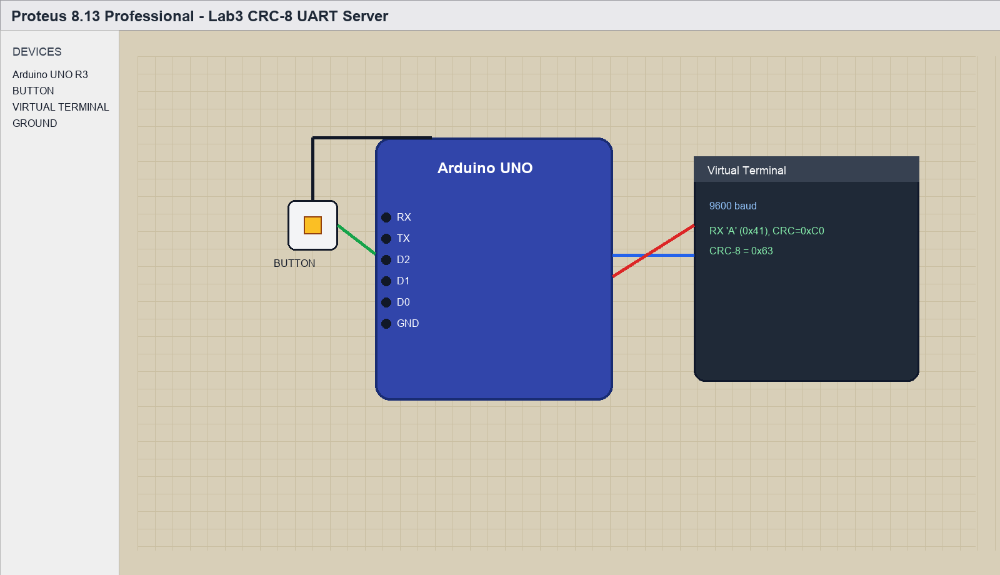 Proteus 8.13 Professional - Lab3 CRC-8 UART Server
DEVICES
Arduino UNO R3
BUTTON
VIRTUAL TERMINAL
GROUND
BUTTON
Arduino UNO
RX
TX
D2
D1
D0
GND
Virtual Terminal
9600 baud
RX 'A' (0x41), CRC=0xC0
CRC-8 = 0x63